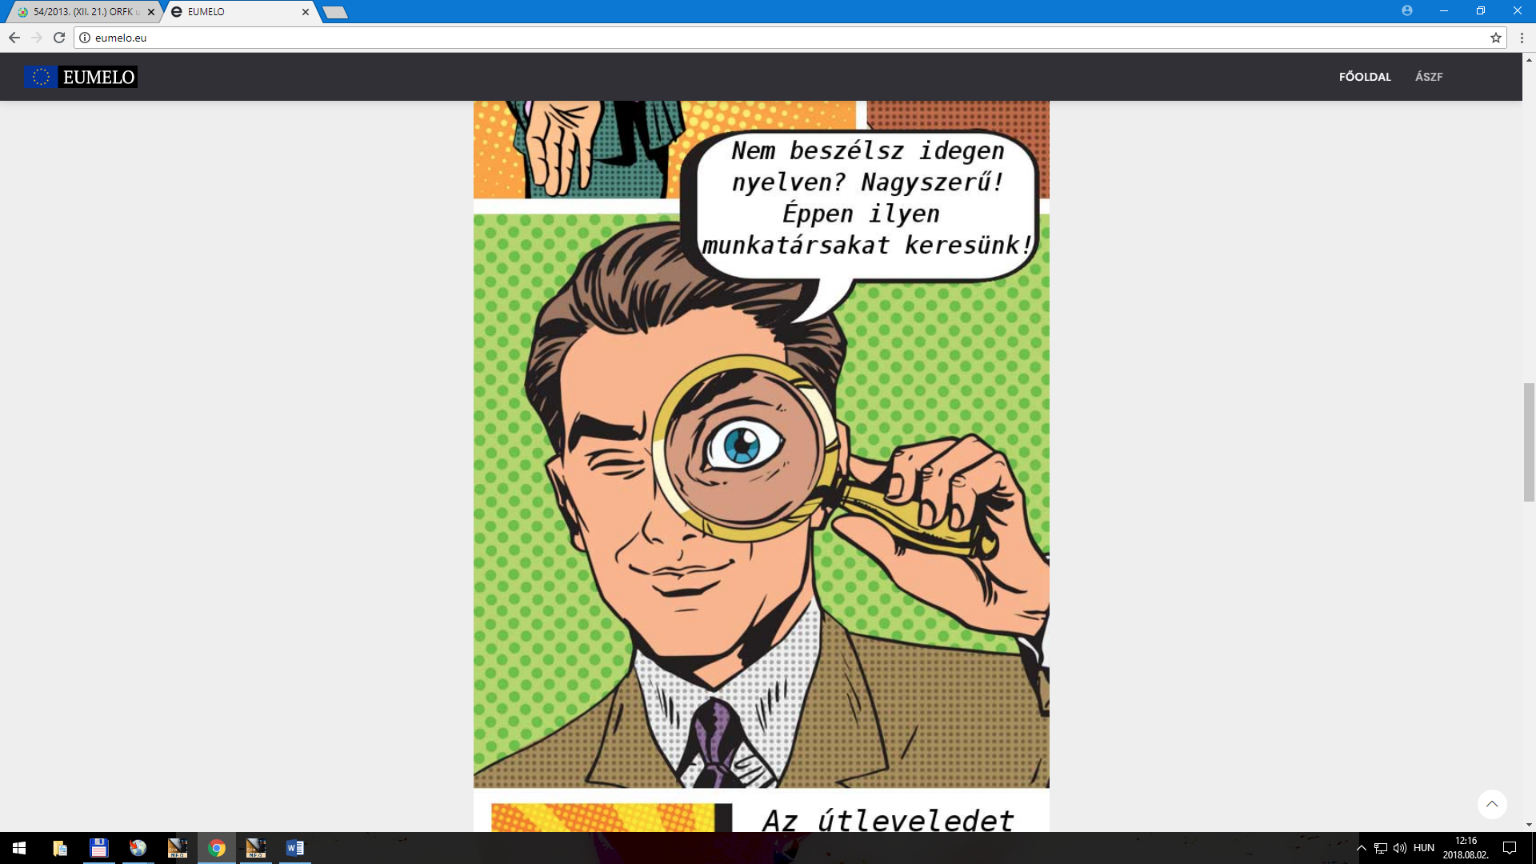 54/2013. (XII. 21.) ORFK u
EUMELO
eumelo.eu
EUMELO
FŐOLDAL
ÁSZF
Nem beszélsz idegen
nyelven? Nagyszerű!
Éppen ilyen
munkatársakat keresünk!
Az útleveledet
HUN
12:16
2018.08.02.